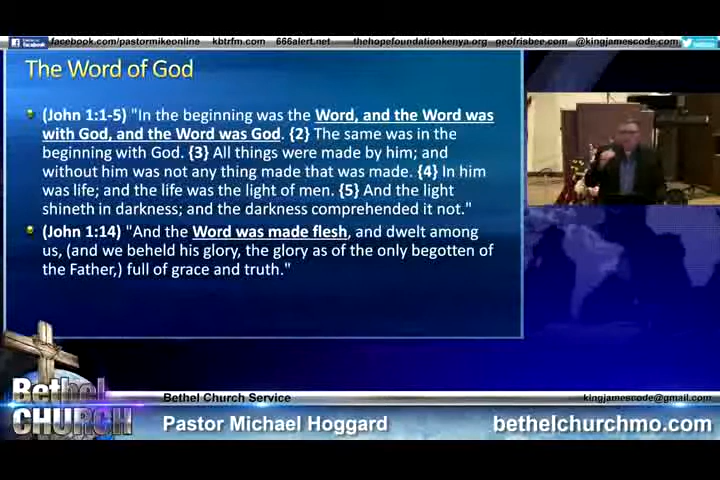 facebook.com/pastormikeonline kbtrfm.com 666alert.net thehopefoundationkenya.org geofrisbee.com @kingjamescode.com
The Word of God
(John 1:1-5) "In the beginning was the Word, and the Word was
with God, and the Word was God. {2} The same was in the
beginning with God. {3} All things were made by him; and
without him was not any thing made that was made. {4} In him
was life; and the life was the light of men. {5} And the light
shineth in darkness; and the darkness comprehended it not."
(John 1:14) "And the Word was made flesh, and dwelt among
us, (and we beheld his glory, the glory as of the only begotten of
the Father,) full of grace and truth."
Bethel
CHURCH
Bethel Church Service
kingjamescode@gmail.com
Pastor Michael Hoggard
bethelchurchmo.com